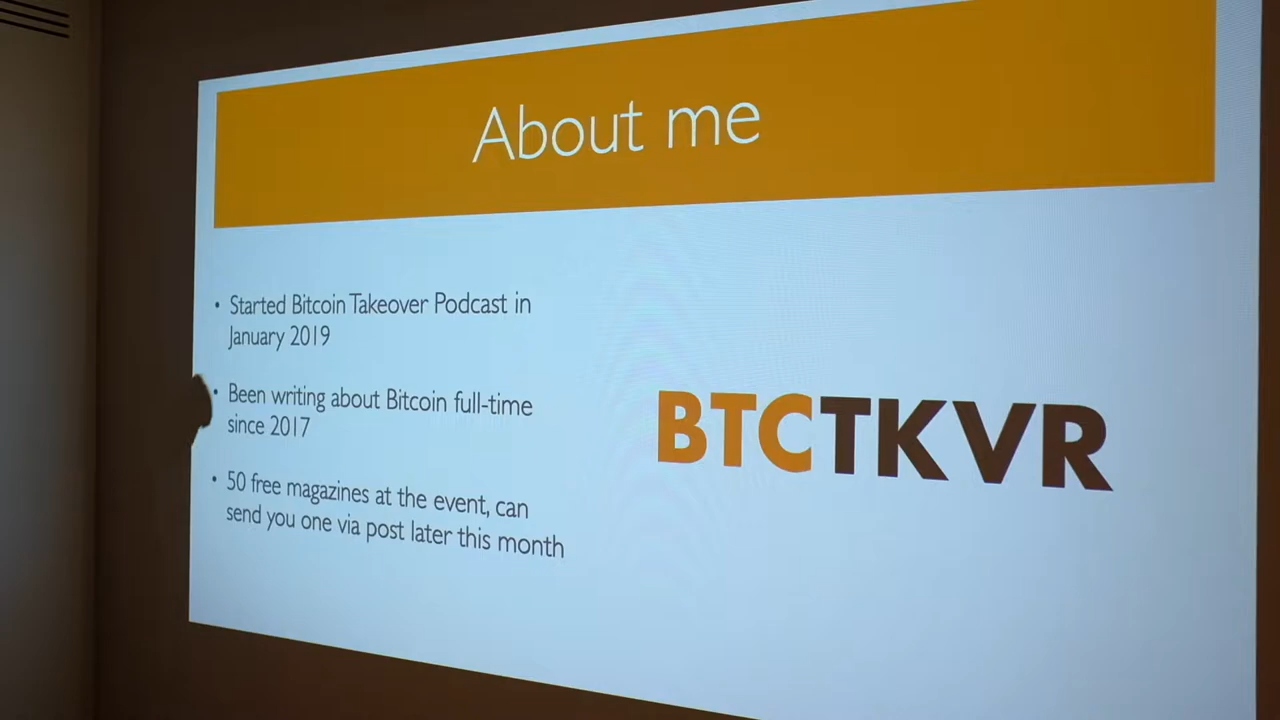 About me
• Started Bitcoin Takeover Podcast in
January 2019
• Been writing about Bitcoin full-time
since 2017
• 50 free magazines at the event, can
send you one via post later this month
BTCTKVR